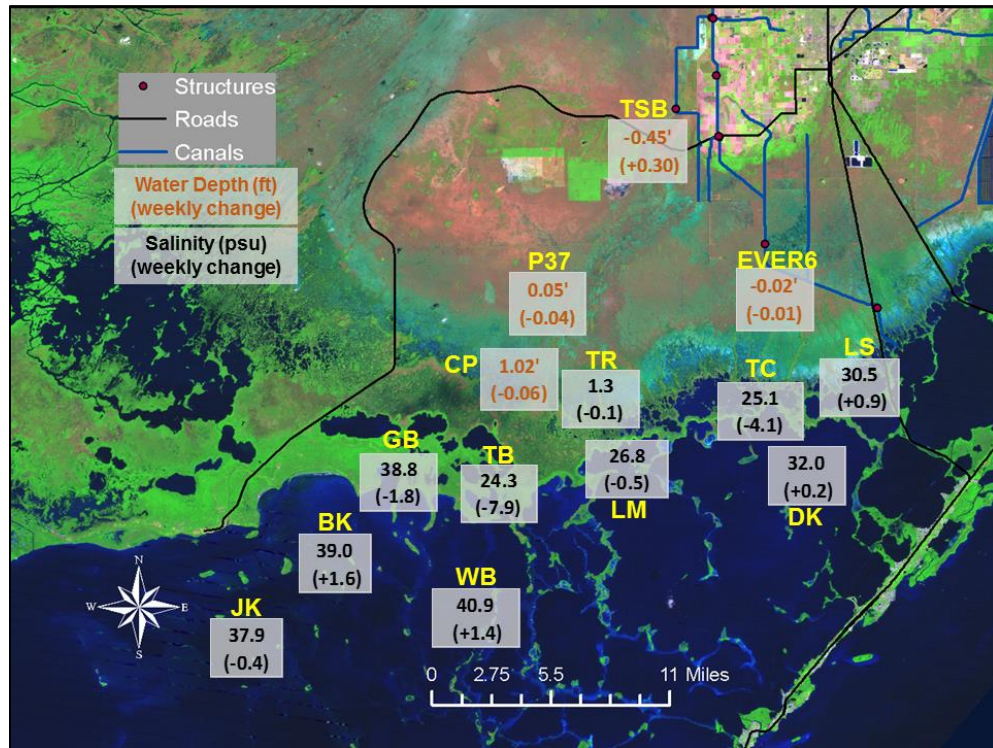 Structures
Roads
Canals
Water Depth (ft)
(weekly change)
Salinity (psu)
(weekly change)
TSB
-0.45'
(+0.30)
P37
0.05'
(-0.04)
EVER6
-0.02'
(-0.01)
CP
1.02'
(-0.06)
TR
1.3
(-0.1)
TC
25.1
(-4.1)
LS
30.5
(+0.9)
GB
38.8
(-1.8)
TB
24.3
(-7.9)
26.8
(-0.5)
LM
32.0
(+0.2)
DK
BK
39.0
(+1.6)
WB
40.9
(+1.4)
JK
37.9
(-0.4)
N
W E
S
0 2.75 5.5 11 Miles